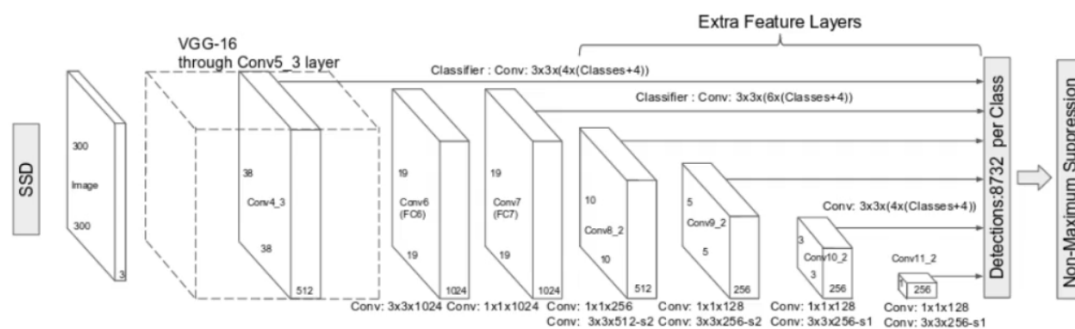 Extra Feature Layers
VGG-16
through Conv5_3 layer
Classifier : Conv: 3x3x(4x(Classes+4))
Classifier : Conv: 3x3x(6x(Classes+4))
SSD
300
Image
300
3
38
Conv4_3
38
512
19
Conv6
(FC6)
19
1024
19
Conv7
(FC7)
19
1024
10
Conv8_2
10
512
5
Conv9_2
5
256
Conv: 3x3x(4x(Classes+4))
3
Conv10_2
3
256
Conv11_2
256
Detections:8732 per Class
Non-Maximum Suppression
Conv: 3x3x1024
Conv: 1x1x1024
Conv: 1x1x256
Conv: 3x3x512-s2
Conv: 1x1x128
Conv: 3x3x256-s2
Conv: 1x1x128
Conv: 3x3x256-s1
Conv: 1x1x128
Conv: 3x3x256-s1